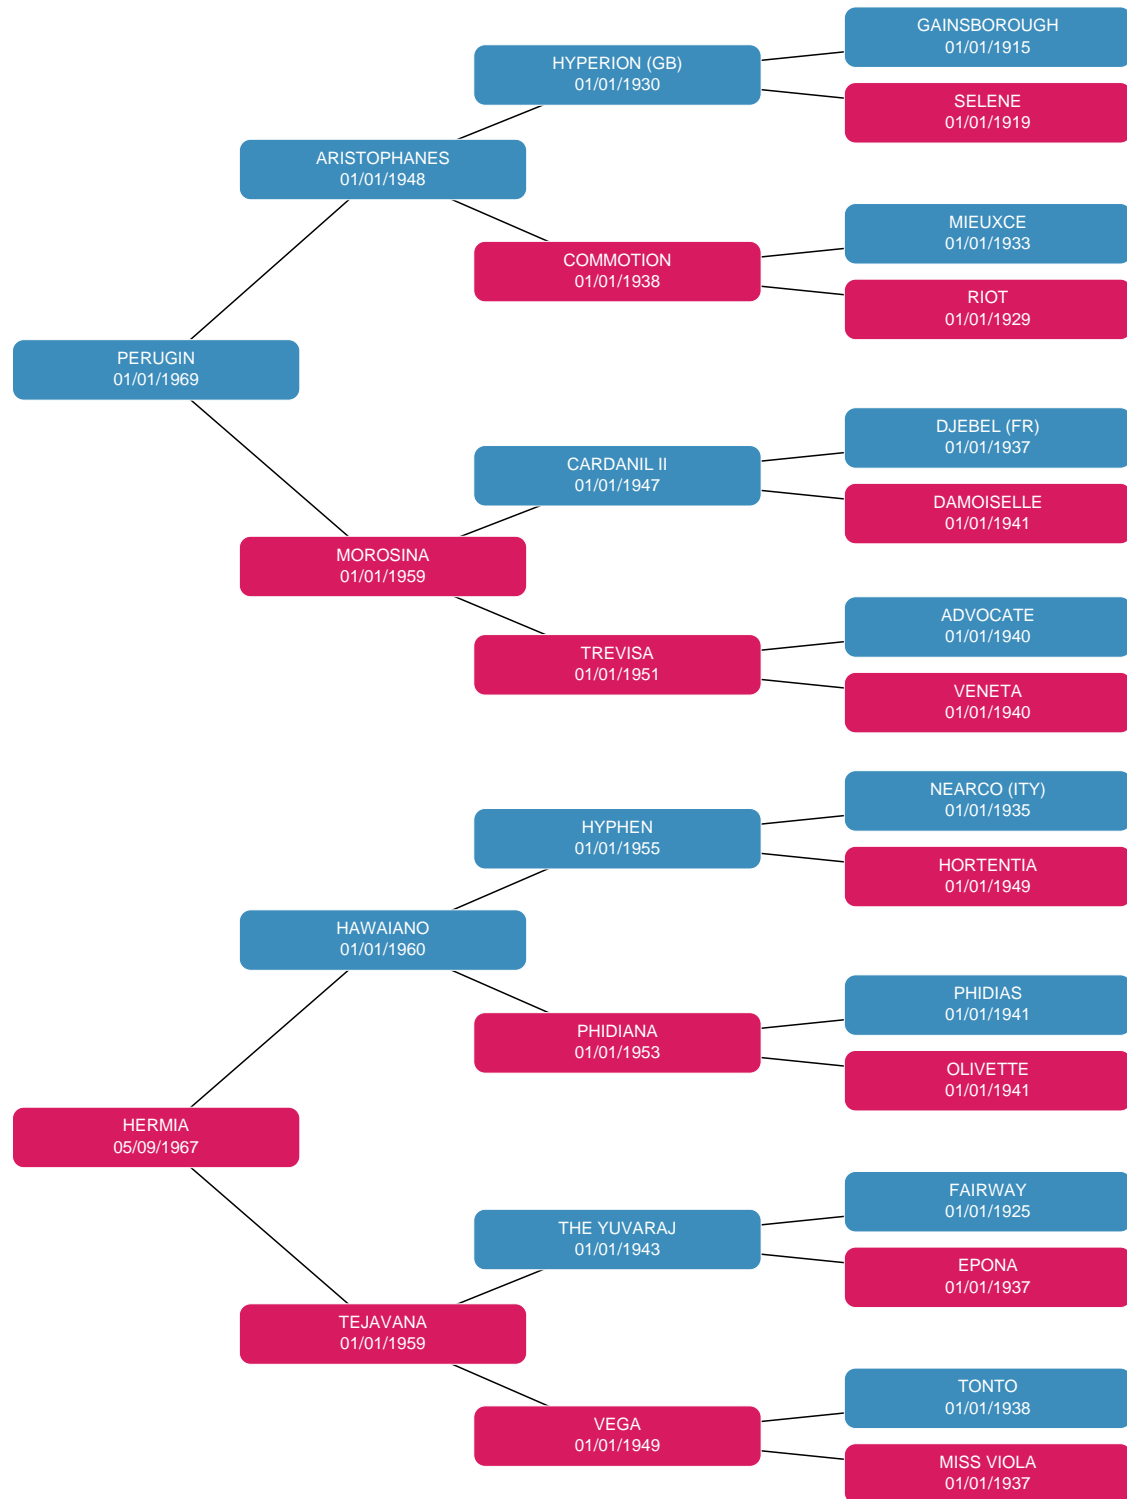 GAINSBOROUGH
01/01/1915
HYPERION (GB)
01/01/1930
SELENE
01/01/1919
ARISTOPHANES
01/01/1948
MIEUXCE
01/01/1933
COMMOTION
01/01/1938
RIOT
01/01/1929
PERUGIN
01/01/1969
DJEBEL (FR)
01/01/1937
CARDANIL II
01/01/1947
DAMOISELLE
01/01/1941
MOROSINA
01/01/1959
ADVOCATE
01/01/1940
TREVISA
01/01/1951
VENETA
01/01/1940
NEARCO (ITY)
01/01/1935
HYPHEN
01/01/1955
HORTENTIA
01/01/1949
HAWAIANO
01/01/1960
PHIDIAS
01/01/1941
PHIDIANA
01/01/1953
OLIVETTE
01/01/1941
HERMIA
05/09/1967
FAIRWAY
01/01/1925
THE YUVARAJ
01/01/1943
EPONA
01/01/1937
TEJAVANA
01/01/1959
TONTO
01/01/1938
VEGA
01/01/1949
MISS VIOLA
01/01/1937